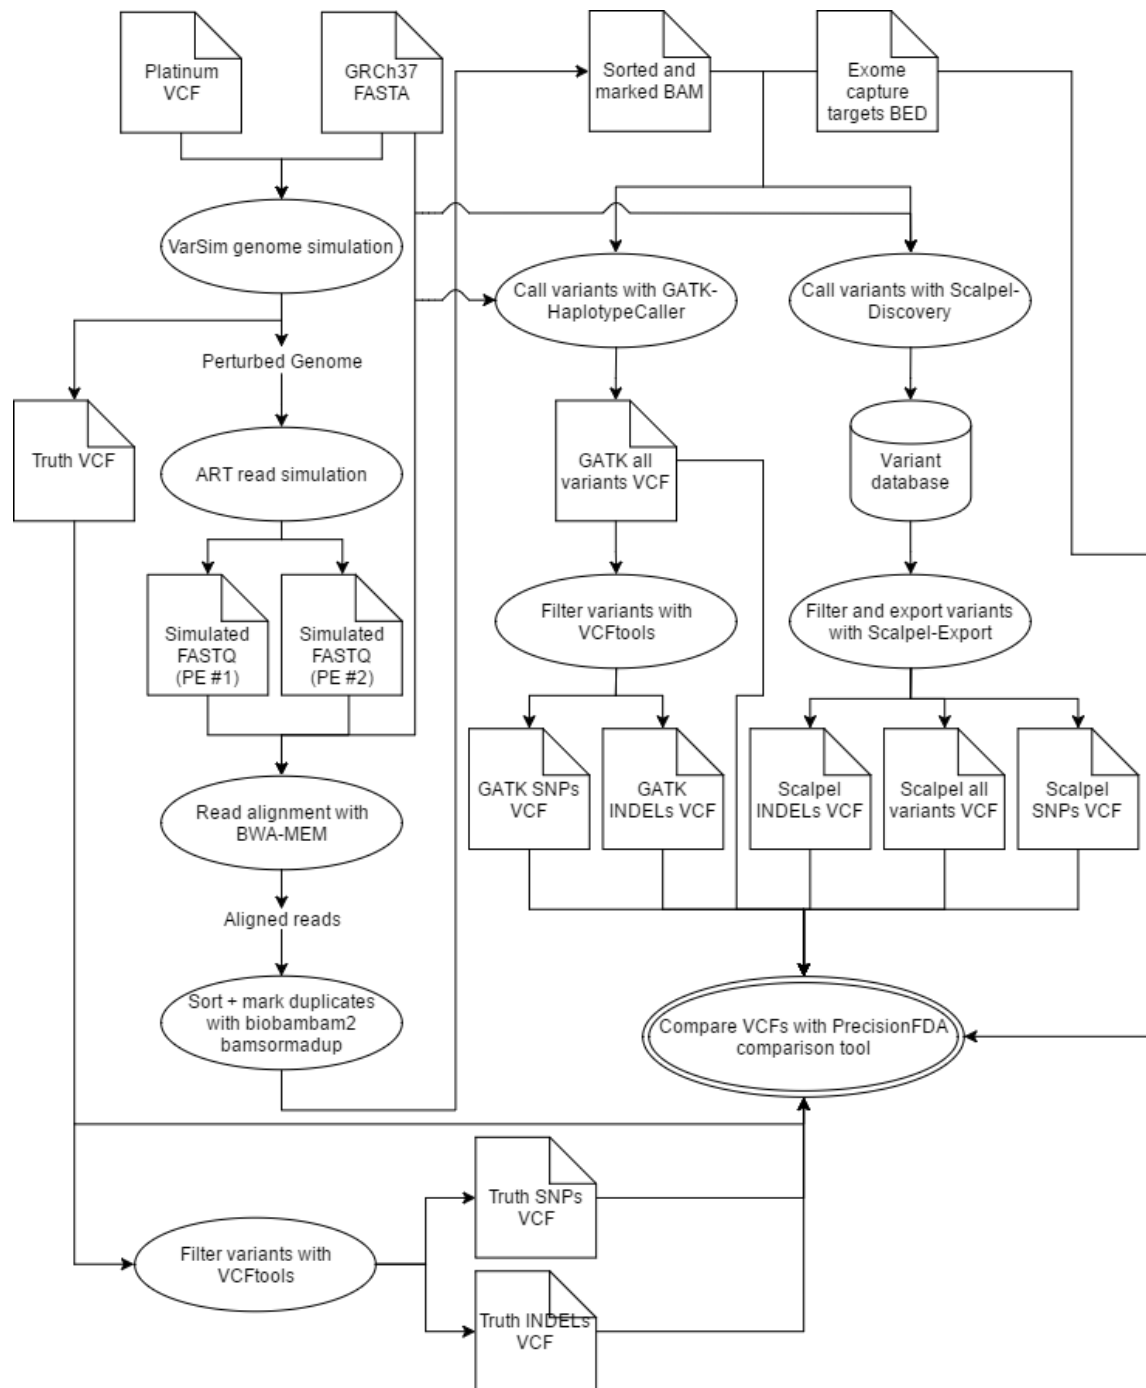 Platinum
VCF
GRCh37
FASTA
Sorted and
marked BAM
Exome
capture
targets BED
VarSim genome simulation
Call variants with GATK-
HaplotypeCaller
Call variants with Scalpel-
Discovery
Perturbed Genome
Truth VCF
ART read simulation
GATK all
variants VCF
Variant
database
Simulated
FASTQ
(PE #1)
Simulated
FASTQ
(PE #2)
Filter variants with
VCFtools
Filter and export variants
with Scalpel-Export
GATK SNPs
VCF
GATK
INDELs VCF
Scalpel
INDELs VCF
Scalpel all
variants VCF
Scalpel
SNPs VCF
Read alignment with
BWA-MEM
Aligned reads
Sort + mark duplicates
with biobambam2
bamsormadup
Compare VCFs with PrecisionFDA
comparison tool
Truth SNPs
VCF
Filter variants with
VCFtools
Truth INDELs
VCF